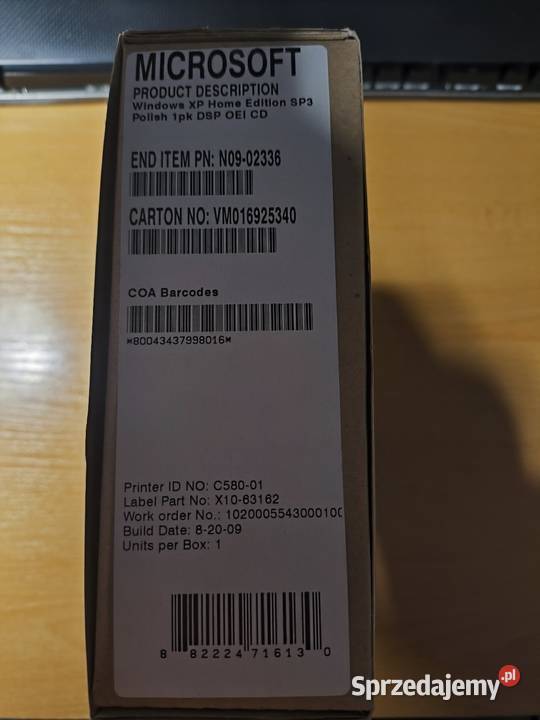 MICROSOFT
PRODUCT DESCRIPTION
Windows XP Home Edition SP3
Polish 1pk DSP OEI CD
END ITEM PN: N09-02336
CARTON NO: VM016925340
COA Barcodes
*80043437998016*
Printer ID NO: C580-01
Label Part No: X10-63162
Work order No.: 1020005543000100
Build Date: 8-20-09
Units per Box: 1
8 82224 71613 0
Sprzedajemy.pl